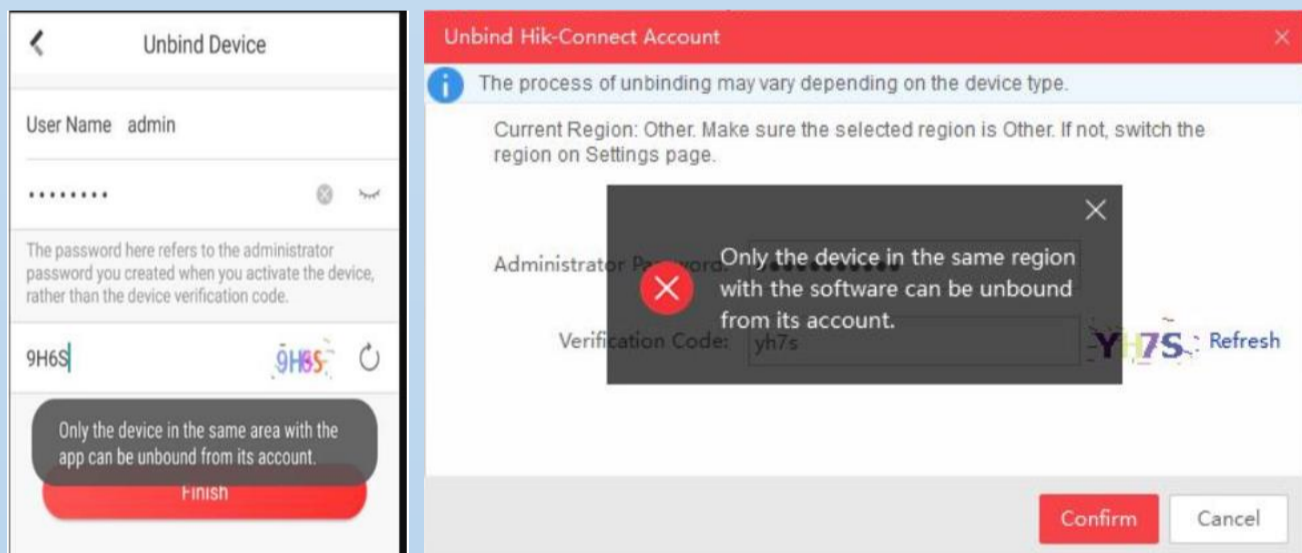 Unbind Device
User Name admin
The password here refers to the administrator
password you created when you activate the device,
rather than the device verification code.
9H6S
9H6S
Only the device in the same area with the
app can be unbound from its account.
Finish
Unbind Hik-Connect Account
The process of unbinding may vary depending on the device type.
Current Region: Other. Make sure the selected region is Other. If not, switch the
region on Settings page.
Administrator Password:
Only the device in the same region
with the software can be unbound
from its account.
Verification Code: yh7s
YH7S
Refresh
Confirm
Cancel